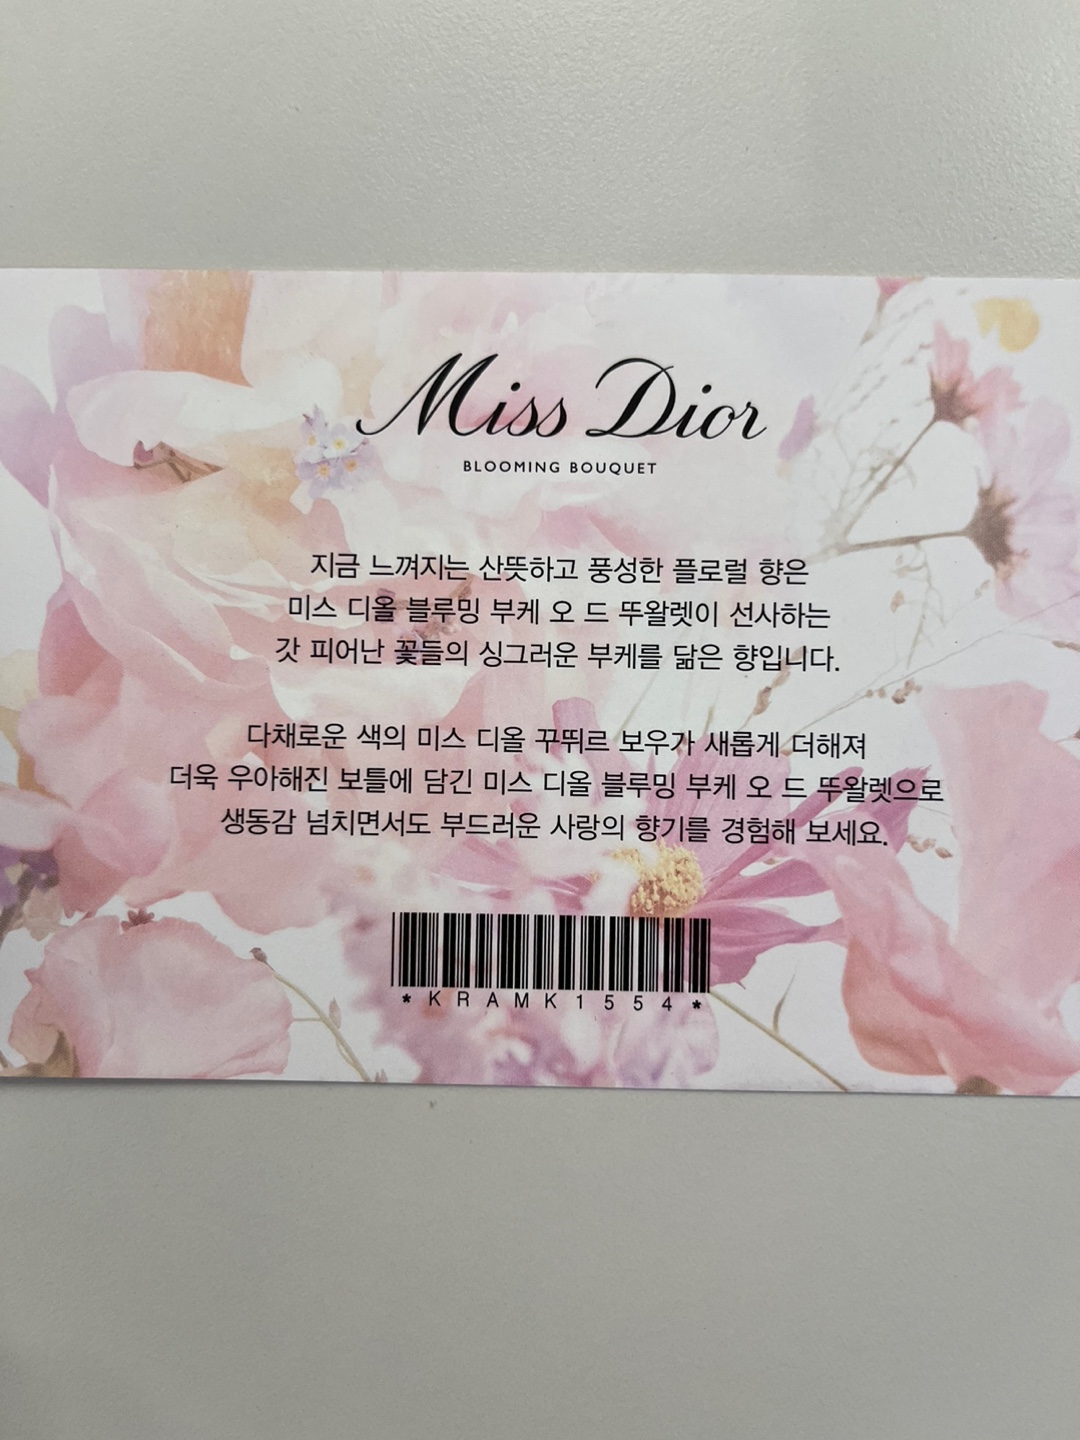 Miss Dior
BLOOMING BOUQUET
지금 느껴지는 산뜻하고 풍성한 플로럴 향은
미스 디올 블루밍 부케 오 드 뚜왈렛이 선사하는
갓 피어난 꽃들의 싱그러운 부케를 닮은 향입니다.
다채로운 색의 미스 디올 꾸뛰르 보우가 새롭게 더해져
더욱 우아해진 보틀에 담긴 미스 디올 블루밍 부케 오 드 뚜왈렛으로
생동감 넘치면서도 부드러운 사랑의 향기를 경험해 보세요.
*KRAMK1554*